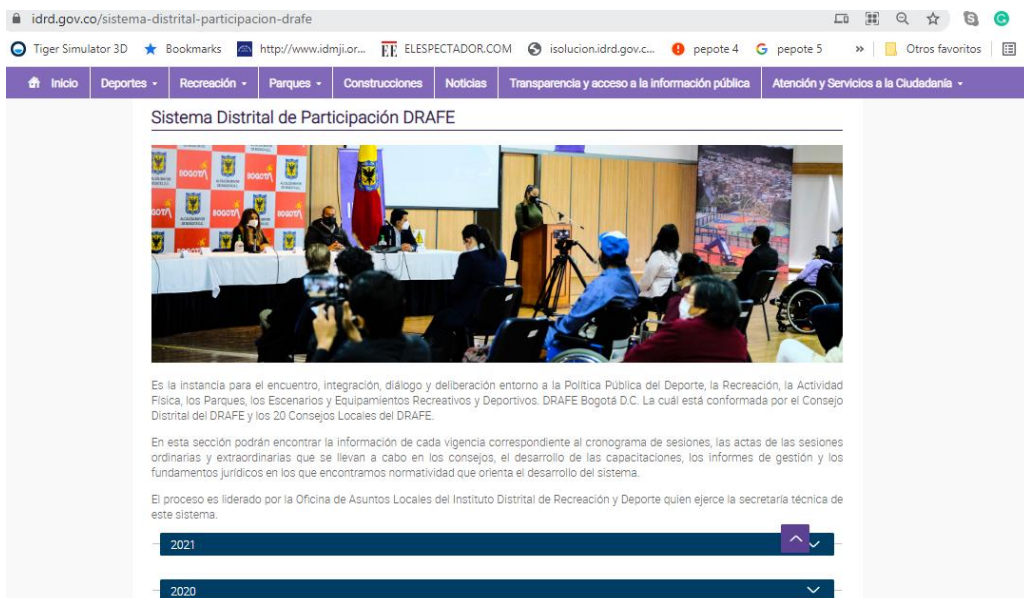 idrd.gov.co/sistema-distrital-participacion-drafe
Tiger Simulator 3D Bookmarks http://www.idmji.or... EE ELESPECTADOR.COM isolucion.idrd.gov.c... pepote 4 G pepote 5 » Otros favoritos
Inicio Deportes Recreación Parques Construcciones Noticias Transparencia y acceso a la información pública Atención y Servicios a la Ciudadanía
Sistema Distrital de Participación DRAFE
BOGOTÁ
BOGOTÁ
BOGOTÁ
BOGOTÁ
Es la instancia para el encuentro, integración, diálogo y deliberación entorno a la Política Pública del Deporte, la Recreación, la Actividad
Física, los Parques, los Escenarios y Equipamientos Recreativos y Deportivos. DRAFE Bogotá D.C. La cuál está conformada por el Consejo
Distrital del DRAFE y los 20 Consejos Locales del DRAFE.
En esta sección podrán encontrar la información de cada vigencia correspondiente al cronograma de sesiones, las actas de las sesiones
ordinarias y extraordinarias que se llevan a cabo en los consejos, el desarrollo de las capacitaciones, los informes de gestión y los
fundamentos jurídicos en los que encontramos normatividad que orienta el desarrollo del sistema.
El proceso es liderado por la Oficina de Asuntos Locales del Instituto Distrital de Recreación y Deporte quien ejerce la secretaría técnica de
este sistema.
2021
2020